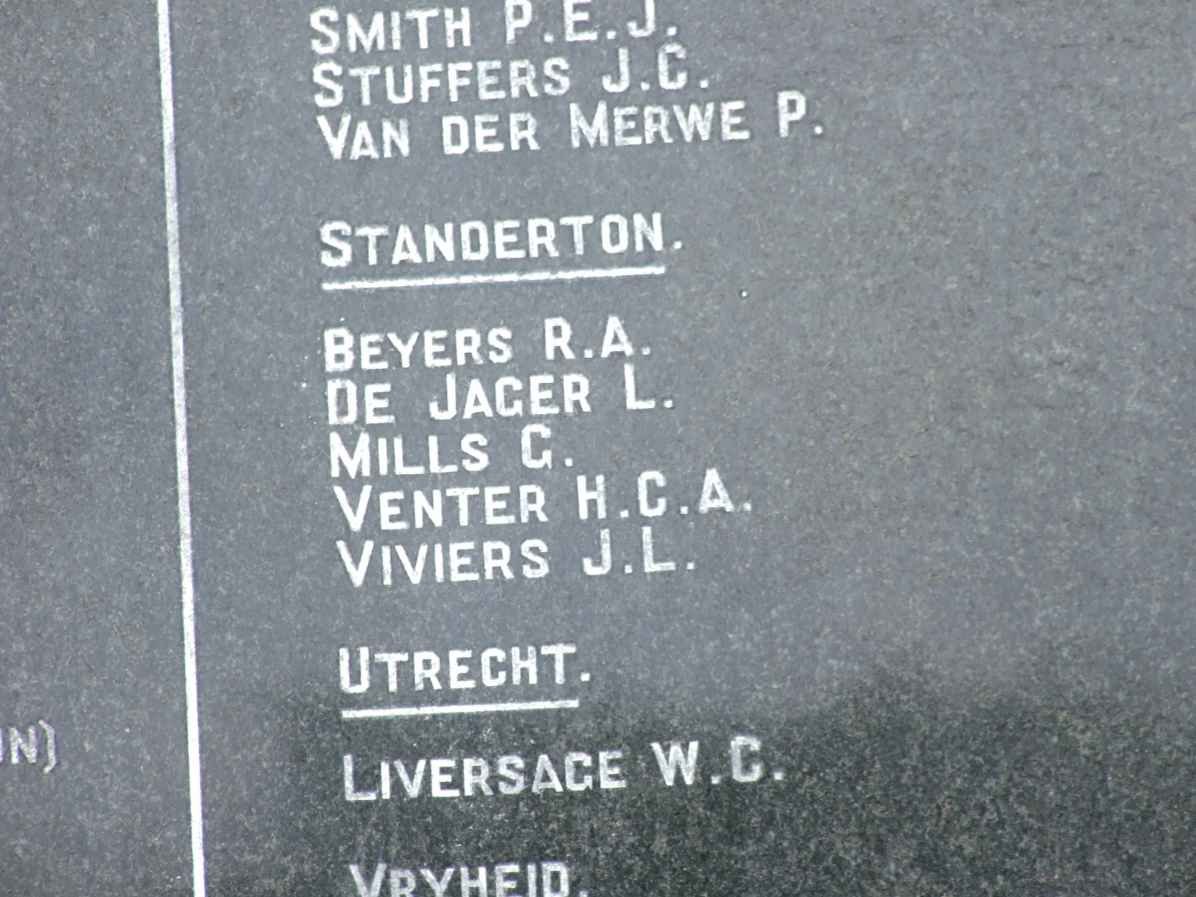 SMITH P.E.J.
STUFFERS J.C.
VAN DER MERWE P.
STANDERTON.
BEYERS R.A.
DE JAGER L.
MILLS G.
VENTER H.C.A.
VIVIERS J.L.
UTRECHT.
LIVERSAGE W.C.
VRYHEID.